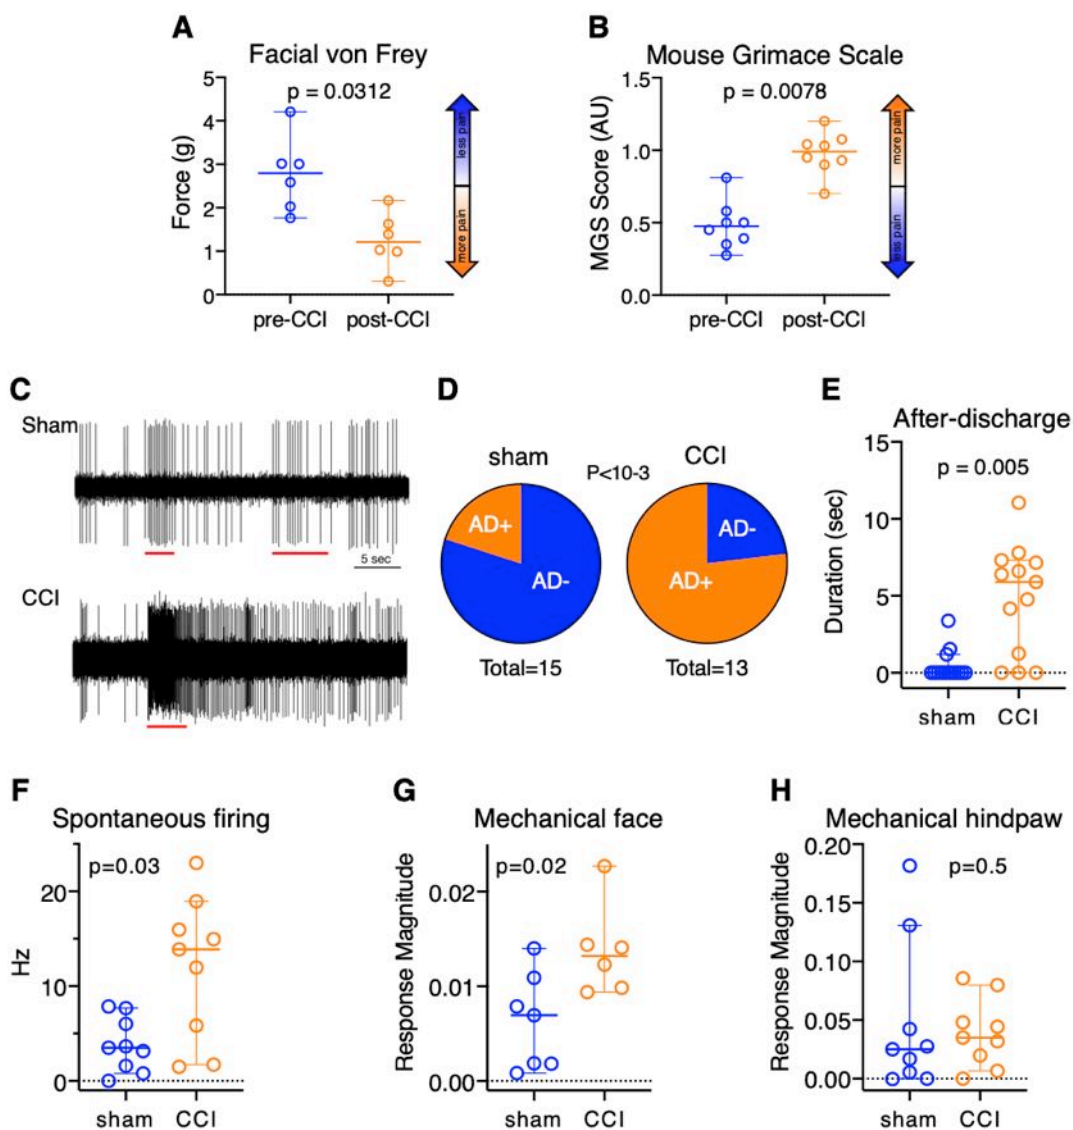 A
Facial von Frey
p = 0.0312
5
4
3
2
1
0
Force (g)
less pain
more pain
pre-CCI post-CCI
B
Mouse Grimace Scale
p = 0.0078
1.5
1.0
0.5
0.0
MGS Score (AU)
more pain
less pain
pre-CCI post-CCI
C
Sham
5 sec
CCI
D
sham
P<10-3
CCI
AD+
AD-
AD-
AD+
Total=15
Total=13
E
After-discharge
p = 0.005
15
10
5
0
Duration (sec)
sham CCI
F
Spontaneous firing
p=0.03
20
10
0
Hz
sham CCI
G
Mechanical face
p=0.02
0.02
0.01
0.00
Response Magnitude
sham CCI
H
Mechanical hindpaw
p=0.5
0.20
0.15
0.10
0.05
0.00
Response Magnitude
sham CCI